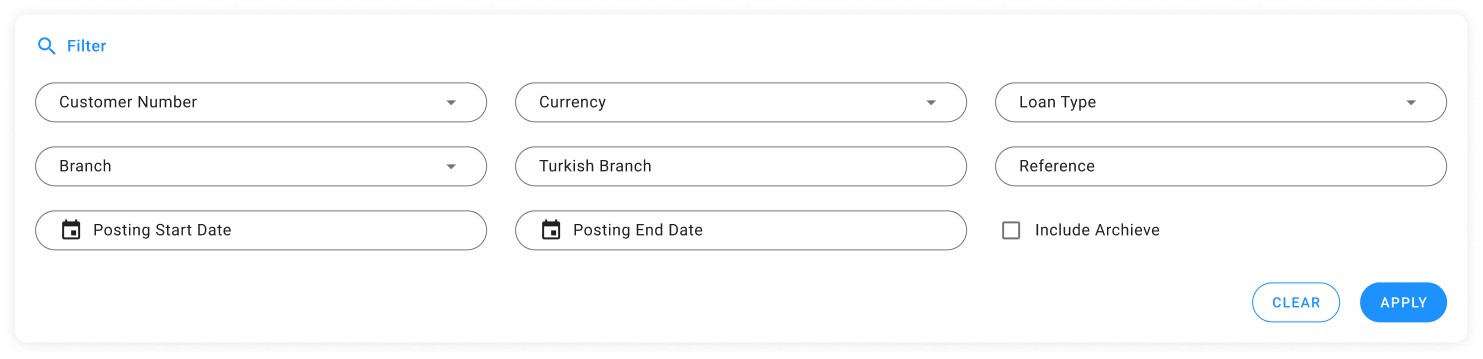 Filter
Customer Number
Currency
Loan Type
Branch
Turkish Branch
Reference
Posting Start Date
Posting End Date
Include Archieve
CLEAR
APPLY